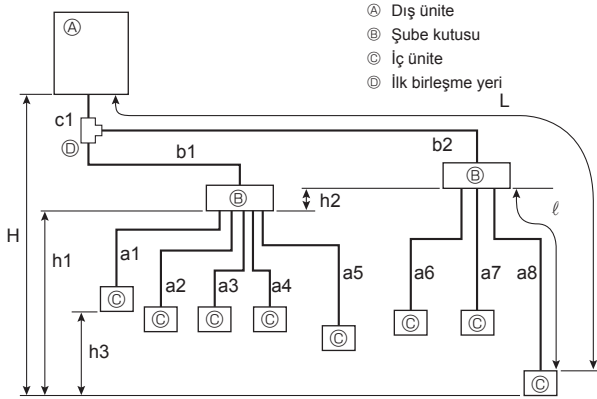 Ⓐ Dış ünite
Ⓑ Şube kutusu
Ⓒ İç ünite
Ⓓ İlk birleşme yeri
Ⓐ
L
c1
Ⓓ
b1
b2
Ⓑ
Ⓑ
h2
ℓ
H
h1
a1
a2
a3
a4
a5
a6
a7
a8
Ⓒ
Ⓒ
Ⓒ
Ⓒ
Ⓒ
Ⓒ
Ⓒ
h3
Ⓒ